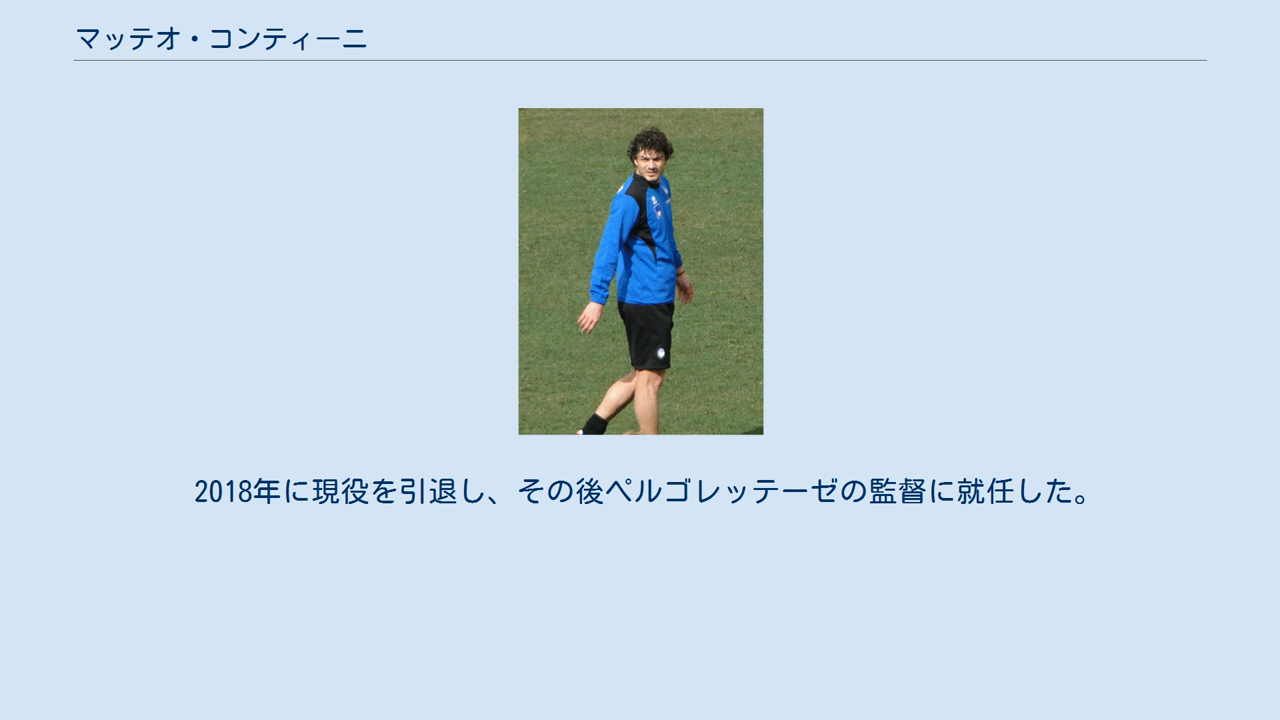 マッテオ・コンティーニ
2018年に現役を引退し、その後ペルゴレッテーゼの監督に就任した。